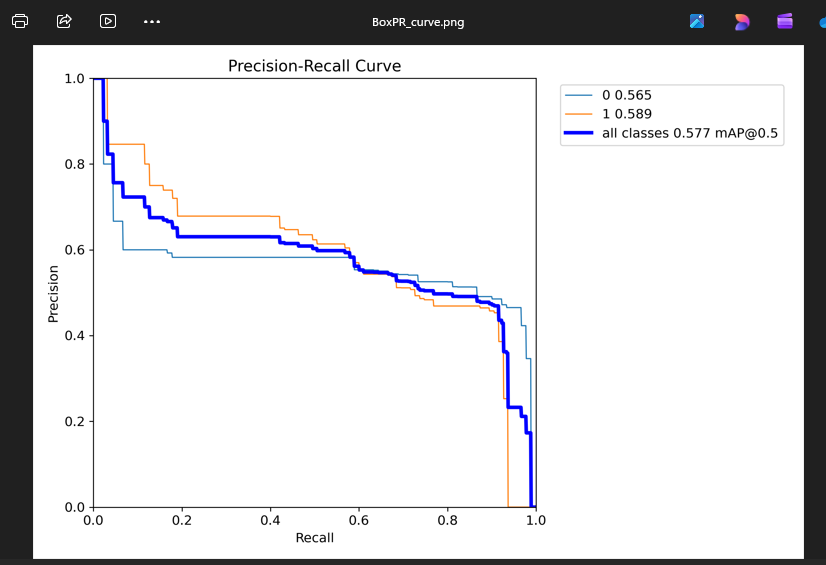 BoxPR_curve.png
Precision-Recall Curve
0 0.565
1 0.589
all classes 0.577 mAP@0.5
1.0
0.8
0.6
0.4
0.2
0.0
Precision
0.0 0.2 0.4 0.6 0.8 1.0
Recall